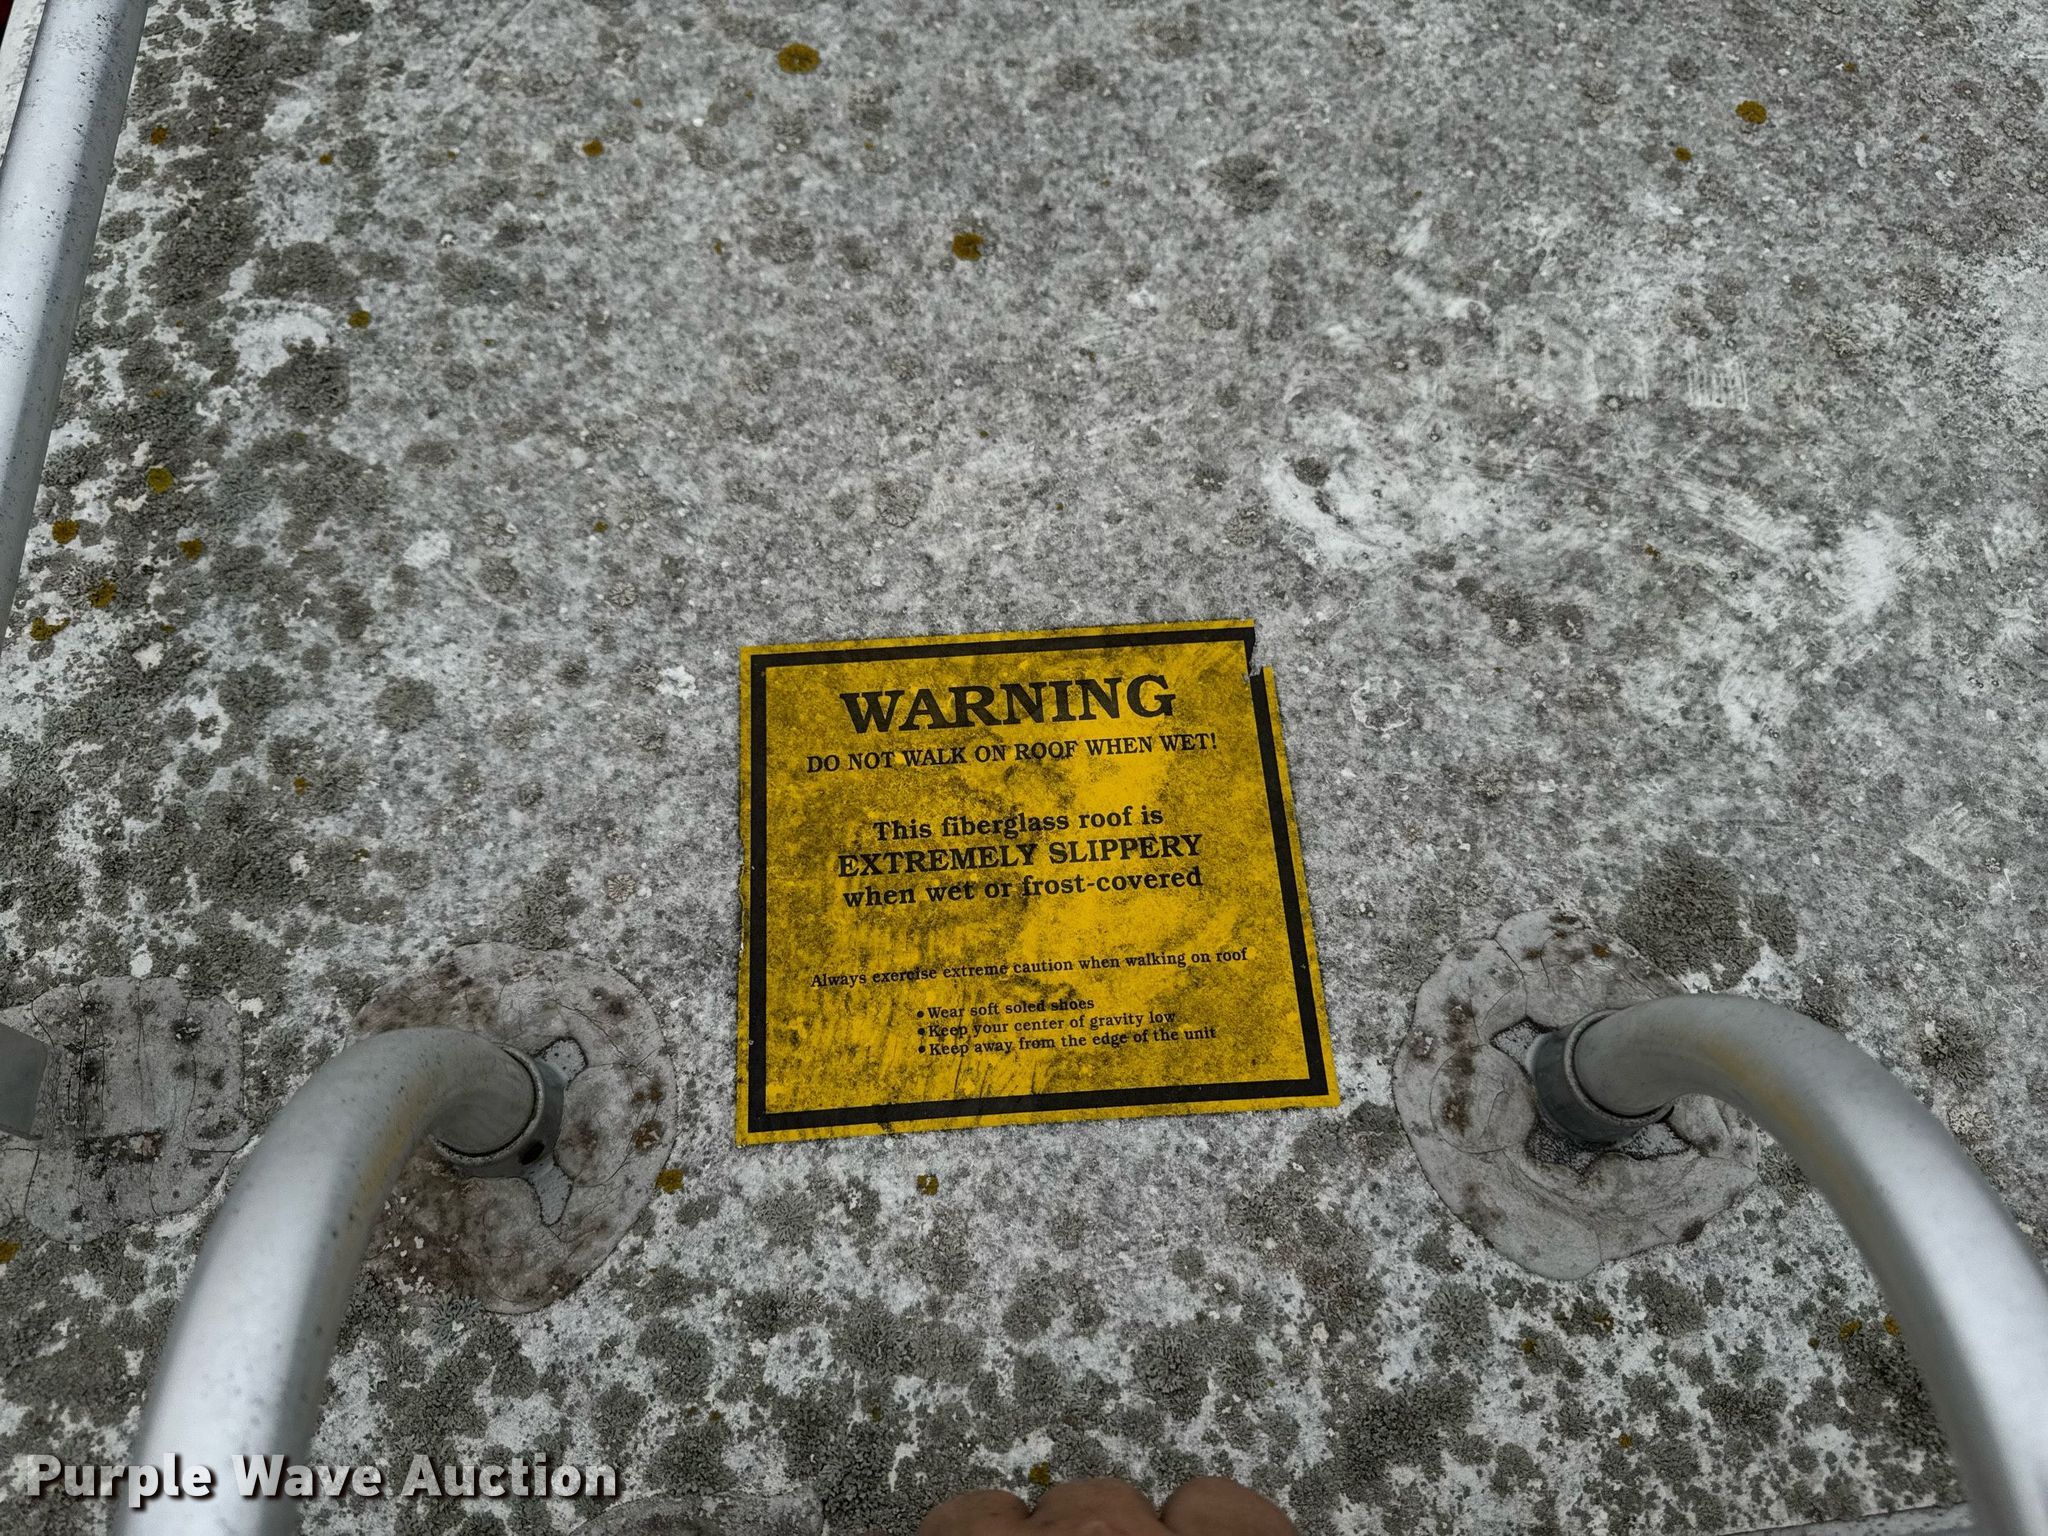 WARNING
DO NOT WALK ON ROOF WHEN WET!
This fiberglass roof is
EXTREMELY SLIPPERY
when wet or frost-covered
Always exercise extreme caution when walking on roof
•Wear soft soled shoes
•Keep your center of gravity low
•Keep away from the edge of the unit
Purple Wave Auction